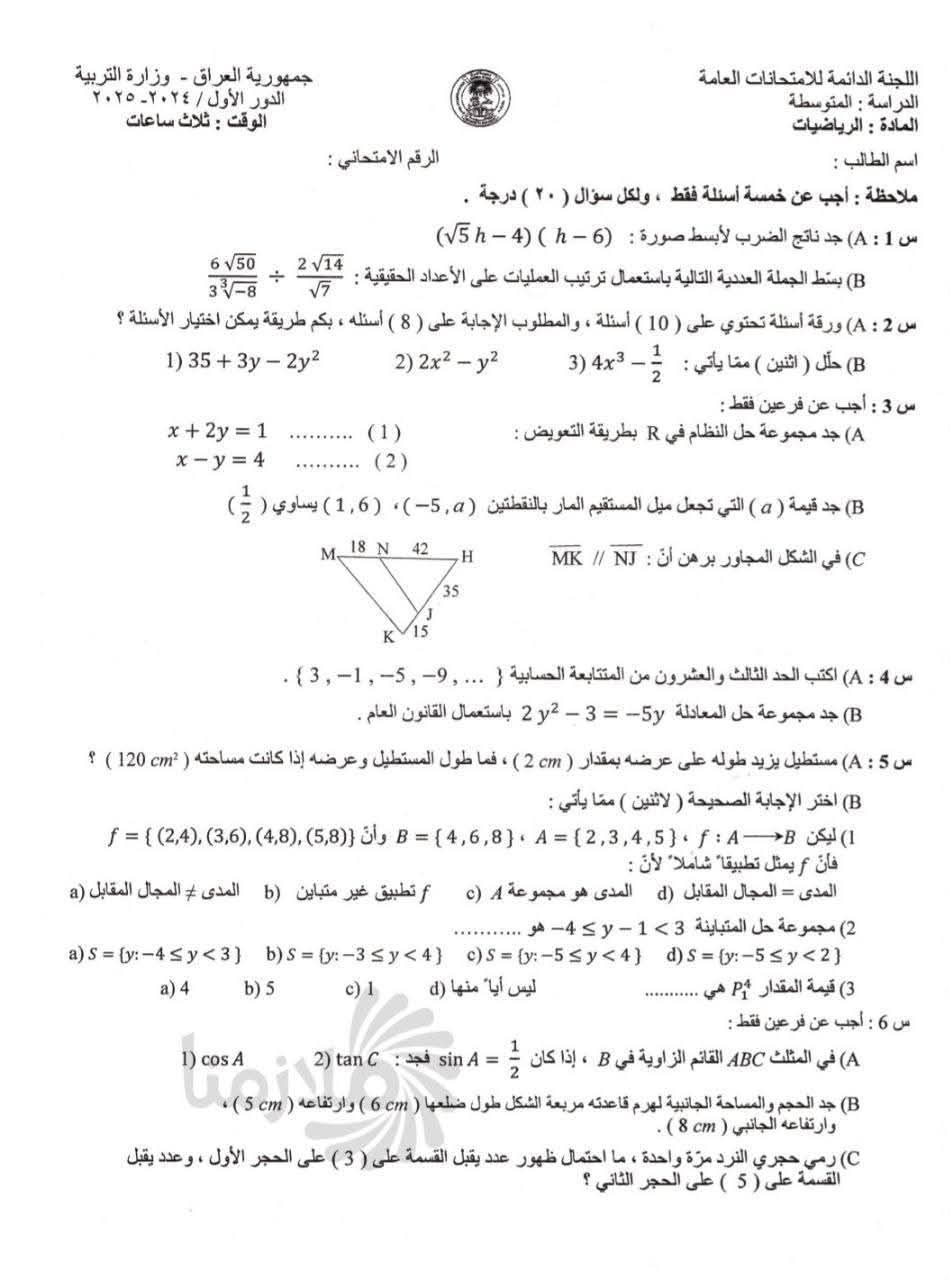 اللجنة الدائمة للامتحانات العامة
الدراسة : المتوسطة
المادة : الرياضيات
جمهورية العراق - وزارة التربية
الدور الأول / ٢٠٢٤-٢٠٢٥
الوقت : ثلاث ساعات
اسم الطالب : الرقم الامتحاني :
ملاحظة : أجب عن خمسة أسئلة فقط ، ولكل سؤال ( ٢٠ ) درجة .
س 1 : A) جد ناتج الضرب لأبسط صورة : (√5 h − 4) ( h − 6)
B) بسّط الجملة العددية التالية باستعمال ترتيب العمليات على الأعداد الحقيقية : 6√50 / 3∛−8 ÷ 2√14 / √7
س 2 : A) ورقة أسئلة تحتوي على ( 10 ) أسئلة ، والمطلوب الإجابة على ( 8 ) أسئله ، بكم طريقة يمكن اختيار الأسئلة ؟
B) حلّل ( اثنين ) ممّا يأتي : 1) 35 + 3y − 2y² 2) 2x² − y² 3) 4x³ − 1/2
س 3 : أجب عن فرعين فقط :
A) جد مجموعة حل النظام في R بطريقة التعويض : x + 2y = 1 .......... ( 1 )
x − y = 4 .......... ( 2 )
B) جد قيمة ( a ) التي تجعل ميل المستقيم المار بالنقطتين (−5 , a) ، (1 , 6) يساوي ( 1/2 )
C) في الشكل المجاور برهن أنّ : MK // NJ
M 18 N 42 H
35
J
K 15
س 4 : A) اكتب الحد الثالث والعشرون من المتتابعة الحسابية { 3 , −1 , −5 , −9 , ... } .
B) جد مجموعة حل المعادلة 2 y² − 3 = −5y باستعمال القانون العام .
س 5 : A) مستطيل يزيد طوله على عرضه بمقدار ( 2 cm ) ، فما طول المستطيل وعرضه إذا كانت مساحته ( 120 cm² ) ؟
B) اختر الإجابة الصحيحة ( لاثنين ) ممّا يأتي :
1) ليكن f : A ⟶ B ، A = { 2 , 3 , 4 , 5 } ، B = { 4 , 6 , 8 } وأنّ f = { (2,4), (3,6), (4,8), (5,8)}
فأنّ f يمثل تطبيقاً شاملاً لأنّ :
a) المدى ≠ المجال المقابل b) f تطبيق غير متباين c) المدى هو مجموعة A d) المدى = المجال المقابل
2) مجموعة حل المتباينة −4 ≤ y − 1 < 3 هو ...........
a) S = {y: −4 ≤ y < 3 } b) S = {y: −3 ≤ y < 4 } c) S = {y: −5 ≤ y < 4 } d) S = {y: −5 ≤ y < 2 }
3) قيمة المقدار P₁⁴ هي ........... a) 4 b) 5 c) 1 d) ليس أياً منها
س 6 : أجب عن فرعين فقط :
A) في المثلث ABC القائم الزاوية في B ، إذا كان sin A = 1/2 فجد : 1) cos A 2) tan C
B) جد الحجم والمساحة الجانبية لهرم قاعدته مربعة الشكل طول ضلعها ( 6 cm ) وارتفاعه ( 5 cm ) ،
وارتفاعه الجانبي ( 8 cm ) .
C) رمي حجري النرد مرّة واحدة ، ما احتمال ظهور عدد يقبل القسمة على ( 3 ) على الحجر الأول ، وعدد يقبل
القسمة على ( 5 ) على الحجر الثاني ؟
ملازمنا